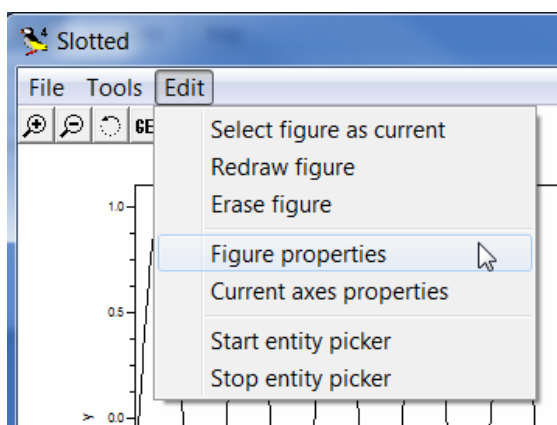 Slotted
File Tools Edit
GE
Select figure as current
Redraw figure
Erase figure
Figure properties
Current axes properties
Start entity picker
Stop entity picker
1.0
0.5
y
0.0